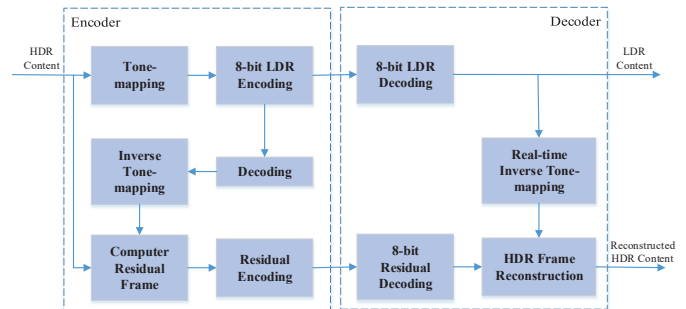 Encoder
Decoder
HDR
Content
Tone-
mapping
8-bit LDR
Encoding
8-bit LDR
Decoding
LDR
Content
Inverse
Tone-
mapping
Decoding
Real-time
Inverse Tone-
mapping
Computer
Residual
Frame
Residual
Encoding
8-bit
Residual
Decoding
HDR Frame
Reconstruction
Reconstructed
HDR Content